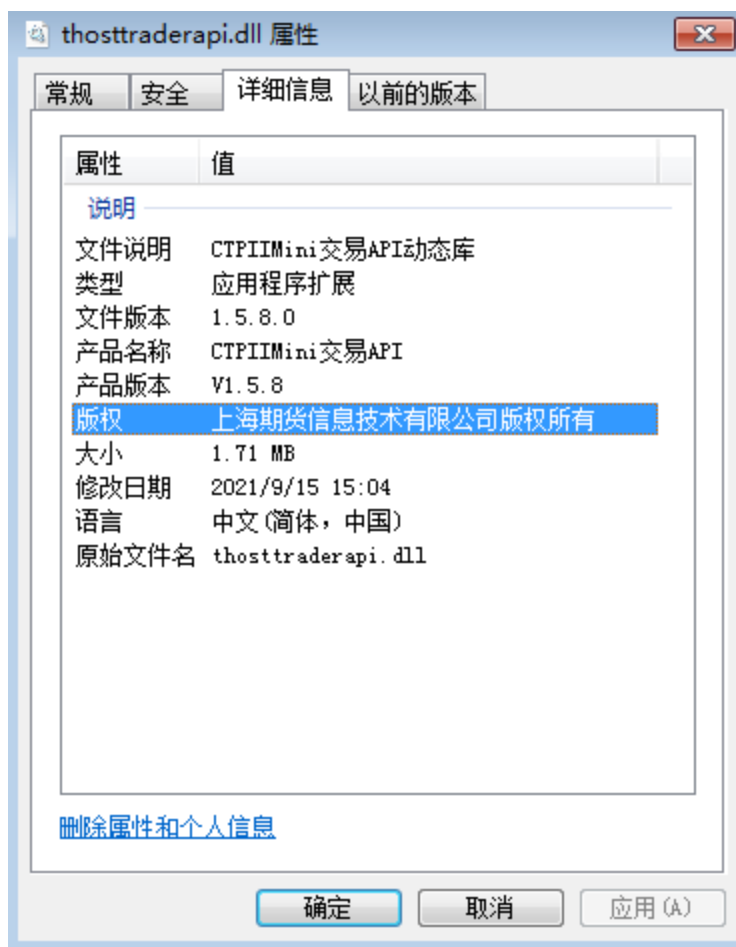 thosttraderapi.dll 属性
常规 安全 详细信息 以前的版本
属性 值
说明
文件说明 CTPIIMini交易API动态库
类型 应用程序扩展
文件版本 1.5.8.0
产品名称 CTPIIMini交易API
产品版本 V1.5.8
版权 上海期货信息技术有限公司版权所有
大小 1.71 MB
修改日期 2021/9/15 15:04
语言 中文(简体，中国)
原始文件名 thosttraderapi.dll
删除属性和个人信息
确定 取消 应用(A)